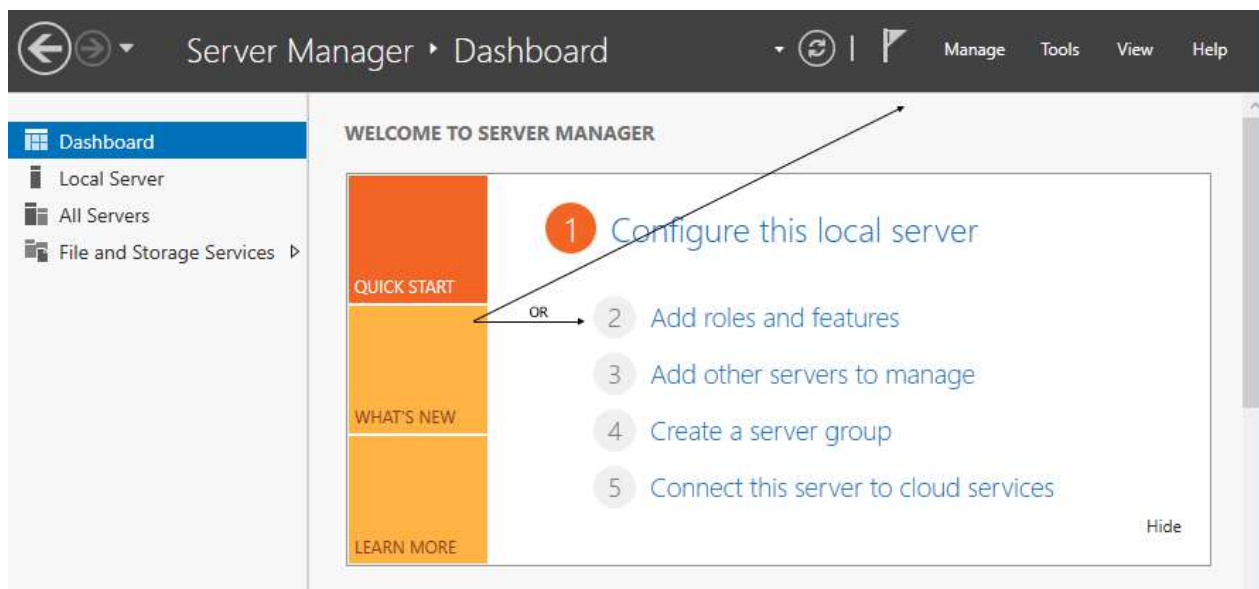 Server Manager ‣ Dashboard
Manage Tools View Help
Dashboard
Local Server
All Servers
File and Storage Services
WELCOME TO SERVER MANAGER
QUICK START
WHAT'S NEW
LEARN MORE
1 Configure this local server
OR
2 Add roles and features
3 Add other servers to manage
4 Create a server group
5 Connect this server to cloud services
Hide